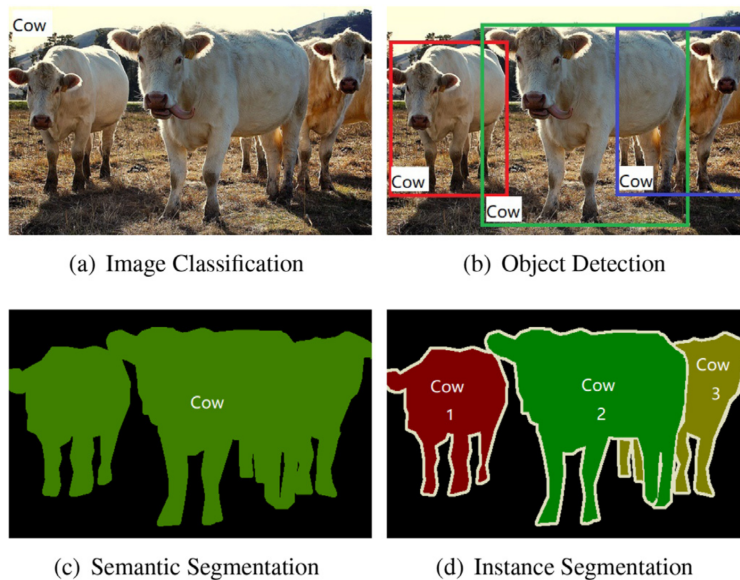 Cow
Cow
Cow
Cow
(a) Image Classification
(b) Object Detection
Cow
Cow
1
Cow
2
Cow
3
(c) Semantic Segmentation
(d) Instance Segmentation